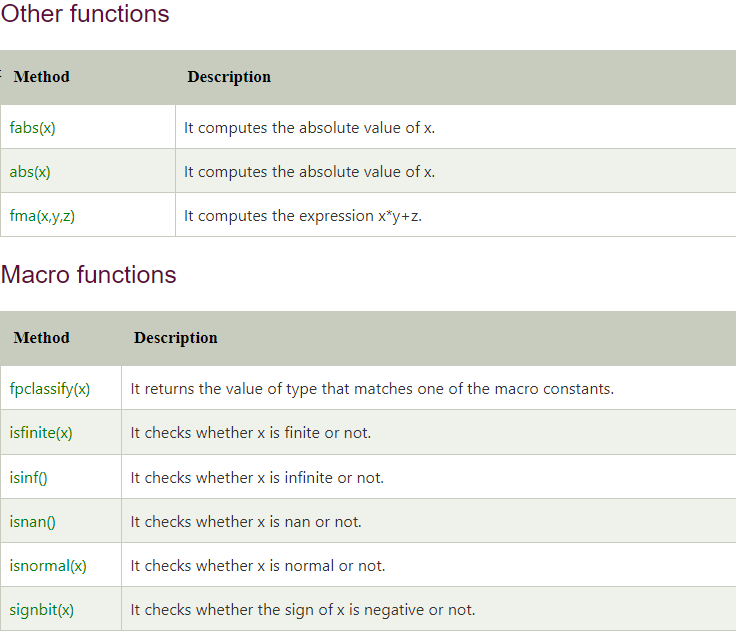 Other functions
Method Description
fabs(x) It computes the absolute value of x.
abs(x) It computes the absolute value of x.
fma(x,y,z) It computes the expression x*y+z.
Macro functions
Method Description
fpclassify(x) It returns the value of type that matches one of the macro constants.
isfinite(x) It checks whether x is finite or not.
isinf() It checks whether x is infinite or not.
isnan() It checks whether x is nan or not.
isnormal(x) It checks whether x is normal or not.
signbit(x) It checks whether the sign of x is negative or not.